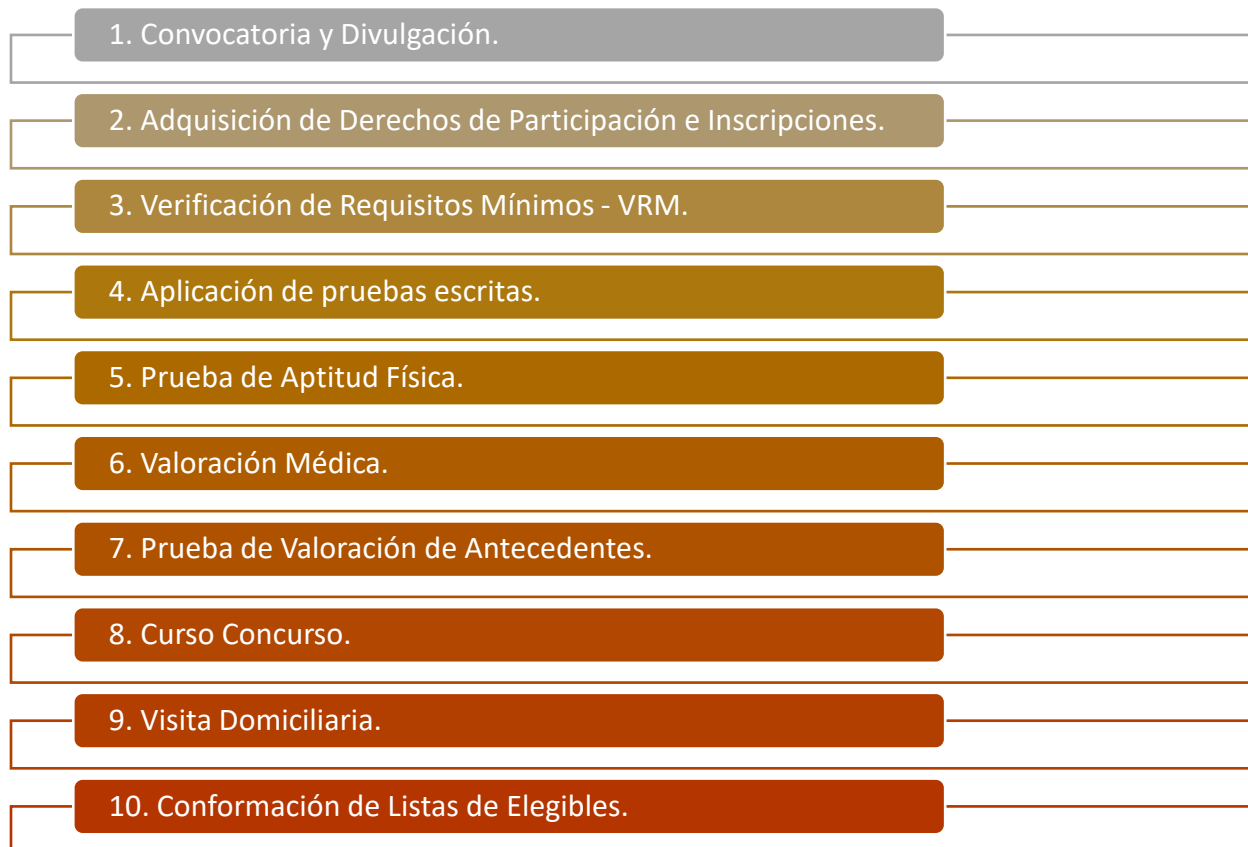 1. Convocatoria y Divulgación.
2. Adquisición de Derechos de Participación e Inscripciones.
3. Verificación de Requisitos Mínimos - VRM.
4. Aplicación de pruebas escritas.
5. Prueba de Aptitud Física.
6. Valoración Médica.
7. Prueba de Valoración de Antecedentes.
8. Curso Concurso.
9. Visita Domiciliaria.
10. Conformación de Listas de Elegibles.